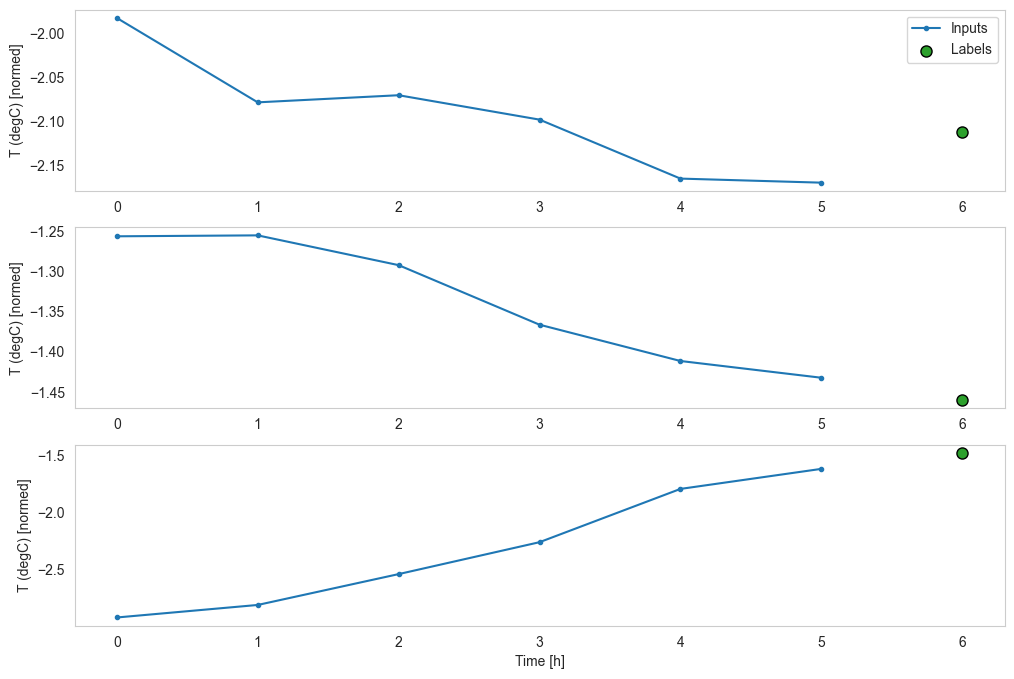 T (degC) [normed]
−2.00
−2.05
−2.10
−2.15
Inputs
Labels
0 1 2 3 4 5 6
T (degC) [normed]
−1.25
−1.30
−1.35
−1.40
−1.45
0 1 2 3 4 5 6
T (degC) [normed]
−1.5
−2.0
−2.5
0 1 2 3 4 5 6
Time [h]